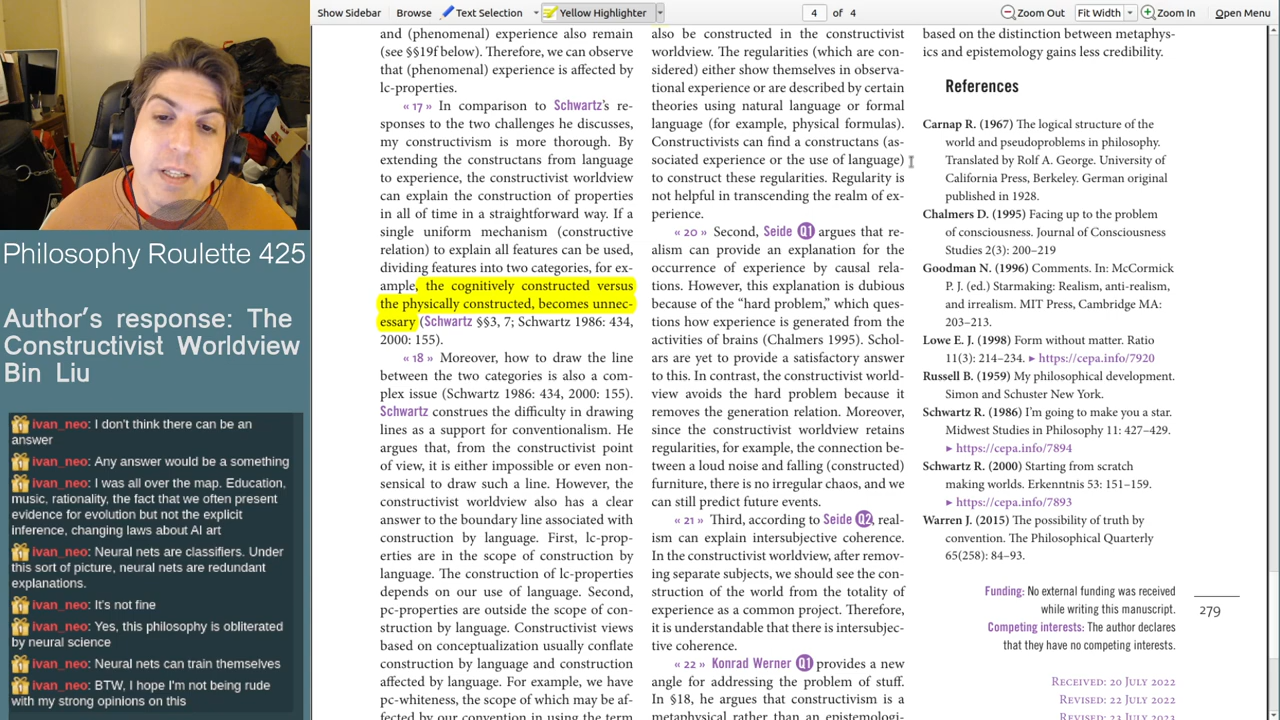 Show Sidebar Browse Text Selection Yellow Highlighter 4 of 4 Zoom Out Fit Width Zoom In Open Menu
Philosophy Roulette 425
Author's response: The
Constructivist Worldview
Bin Liu
ivan_neo: I don't think there can be an
answer
ivan_neo: Any answer would be a something
ivan_neo: I was all over the map. Education,
music, rationality, the fact that we often present
evidence for evolution but not the explicit
inference, changing laws about AI art
ivan_neo: Neural nets are classifiers. Under
this sort of picture, neural nets are redundant
explanations.
ivan_neo: It's not fine
ivan_neo: Yes, this philosophy is obliterated
by neural science
ivan_neo: Neural nets can train themselves
ivan_neo: BTW, I hope I'm not being rude
with my strong opinions on this
and (phenomenal) experience also remain
(see §§19f below). Therefore, we can observe
that (phenomenal) experience is affected by
lc-properties.
« 17 » In comparison to Schwartz's re-
sponses to the two challenges he discusses,
my constructivism is more thorough. By
extending the constructans from language
to experience, the constructivist worldview
can explain the construction of properties
in all of time in a straightforward way. If a
single uniform mechanism (constructive
relation) to explain all features can be used,
dividing features into two categories, for ex-
ample, the cognitively constructed versus
the physically constructed, becomes unnec-
essary (Schwartz §§3, 7; Schwartz 1986: 434,
2000: 155).
« 18 » Moreover, how to draw the line
between the two categories is also a com-
plex issue (Schwartz 1986: 434, 2000: 155).
Schwartz construes the difficulty in drawing
lines as a support for conventionalism. He
argues that, from the constructivist point
of view, it is either impossible or even non-
sensical to draw such a line. However, the
constructivist worldview also has a clear
answer to the boundary line associated with
construction by language. First, lc-prop-
erties are in the scope of construction by
language. The construction of lc-properties
depends on our use of language. Second,
pc-properties are outside the scope of con-
struction by language. Constructivist views
based on conceptualization usually conflate
construction by language and construction
affected by language. For example, we have
pc-whiteness, the scope of which may be af-
fected by our convention in using the term
also be constructed in the constructivist
worldview. The regularities (which are con-
sidered) either show themselves in observa-
tional experience or are described by certain
theories using natural language or formal
language (for example, physical formulas).
Constructivists can find a constructans (as-
sociated experience or the use of language)
to construct these regularities. Regularity is
not helpful in transcending the realm of ex-
perience.
« 20 » Second, Seide Q1 argues that re-
alism can provide an explanation for the
occurrence of experience by causal rela-
tions. However, this explanation is dubious
because of the “hard problem,” which ques-
tions how experience is generated from the
activities of brains (Chalmers 1995). Schol-
ars are yet to provide a satisfactory answer
to this. In contrast, the constructivist world-
view avoids the hard problem because it
removes the generation relation. Moreover,
since the constructivist worldview retains
regularities, for example, the connection be-
tween a loud noise and falling (constructed)
furniture, there is no irregular chaos, and we
can still predict future events.
« 21 » Third, according to Seide Q2, real-
ism can explain intersubjective coherence.
In the constructivist worldview, after remov-
ing separate subjects, we should see the con-
struction of the world from the totality of
experience as a common project. Therefore,
it is understandable that there is intersubjec-
tive coherence.
« 22 » Konrad Werner Q1 provides a new
angle for addressing the problem of stuff.
In §18, he argues that constructivism is a
metaphysical rather than an epistemologi-
based on the distinction between metaphys-
ics and epistemology gains less credibility.
References
Carnap R. (1967) The logical structure of the
world and pseudoproblems in philosophy.
Translated by Rolf A. George. University of
California Press, Berkeley. German original
published in 1928.
Chalmers D. (1995) Facing up to the problem
of consciousness. Journal of Consciousness
Studies 2(3): 200–219
Goodman N. (1996) Comments. In: McCormick
P. J. (ed.) Starmaking: Realism, anti-realism,
and irrealism. MIT Press, Cambridge MA:
203–213.
Lowe E. J. (1998) Form without matter. Ratio
11(3): 214–234. ▸ https://cepa.info/7920
Russell B. (1959) My philosophical development.
Simon and Schuster New York.
Schwartz R. (1986) I'm going to make you a star.
Midwest Studies in Philosophy 11: 427–429.
▸ https://cepa.info/7894
Schwartz R. (2000) Starting from scratch
making worlds. Erkenntnis 53: 151–159.
▸ https://cepa.info/7893
Warren J. (2015) The possibility of truth by
convention. The Philosophical Quarterly
65(258): 84–93.
Funding: No external funding was received
while writing this manuscript.
Competing interests: The author declares
that they have no competing interests.
279
RECEIVED: 20 JULY 2022
REVISED: 22 JULY 2022
REVISED: 23 JULY 2022